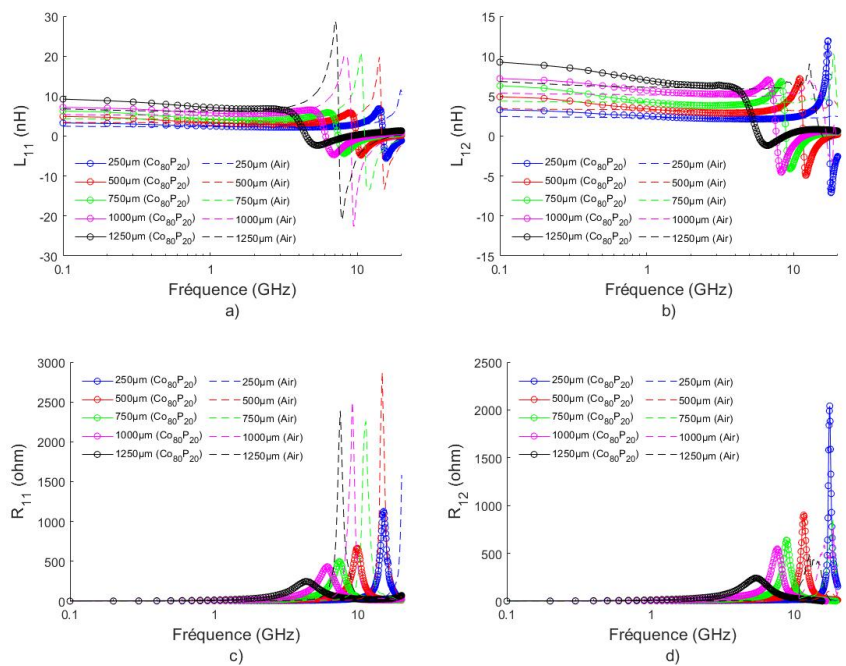 30
20
10
0
-10
-20
-30
L11 (nH)
250µm (Co80P20)
500µm (Co80P20)
750µm (Co80P20)
1000µm (Co80P20)
1250µm (Co80P20)
250µm (Air)
500µm (Air)
750µm (Air)
1000µm (Air)
1250µm (Air)
0.1 1 10
Fréquence (GHz)
a)
15
10
5
0
-5
-10
-15
L12 (nH)
250µm (Co80P20)
500µm (Co80P20)
750µm (Co80P20)
1000µm (Co80P20)
1250µm (Co80P20)
250µm (Air)
500µm (Air)
750µm (Air)
1000µm (Air)
1250µm (Air)
0.1 1 10
Fréquence (GHz)
b)
3000
2500
2000
1500
1000
500
0
R11 (ohm)
250µm (Co80P20)
500µm (Co80P20)
750µm (Co80P20)
1000µm (Co80P20)
1250µm (Co80P20)
250µm (Air)
500µm (Air)
750µm (Air)
1000µm (Air)
1250µm (Air)
0.1 1 10
Fréquence (GHz)
c)
2500
2000
1500
1000
500
0
R12 (ohm)
250µm (Co80P20)
500µm (Co80P20)
750µm (Co80P20)
1000µm (Co80P20)
1250µm (Co80P20)
250µm (Air)
500µm (Air)
750µm (Air)
1000µm (Air)
1250µm (Air)
0.1 1 10
Fréquence (GHz)
d)